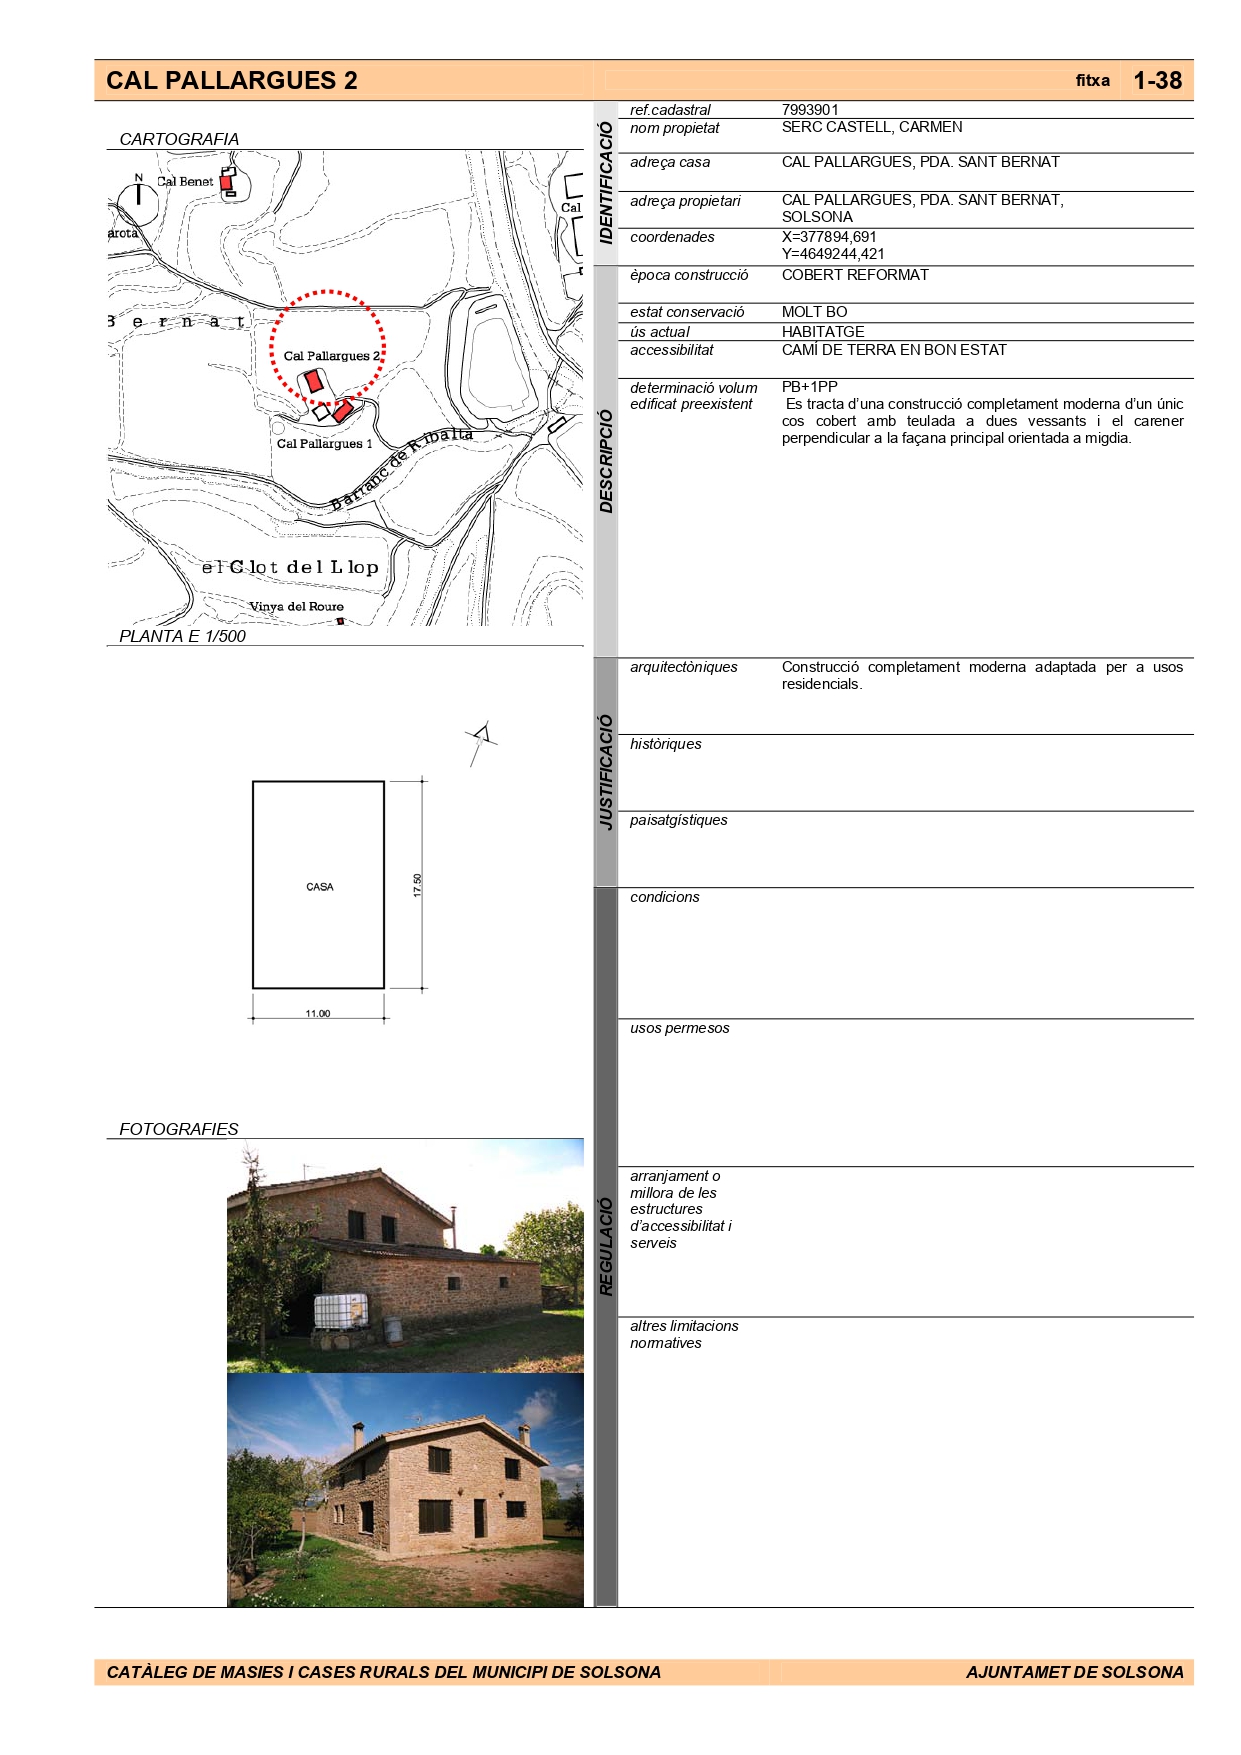 CAL PALLARGUES 2
fitxa 1-38
CARTOGRAFIA
N
Cal Benet
Cal
arota
B e r n a t
Cal Pallargues 2
Cal Pallargues 1
Barranc de Ribalta
el Clot del Llop
Vinya del Roure
PLANTA E 1/500
CASA
17.50
11.00
FOTOGRAFIES
IDENTIFICACIÓ
ref.cadastral 7993901
nom propietat SERC CASTELL, CARMEN
adreça casa CAL PALLARGUES, PDA. SANT BERNAT
adreça propietari CAL PALLARGUES, PDA. SANT BERNAT,
SOLSONA
coordenades X=377894,691
Y=4649244,421
DESCRIPCIÓ
època construcció COBERT REFORMAT
estat conservació MOLT BO
ús actual HABITATGE
accessibilitat CAMÍ DE TERRA EN BON ESTAT
determinació volum PB+1PP
edificat preexistent Es tracta d’una construcció completament moderna d’un únic
cos cobert amb teulada a dues vessants i el carener
perpendicular a la façana principal orientada a migdia.
JUSTIFICACIÓ
arquitectòniques Construcció completament moderna adaptada per a usos
residencials.
històriques
paisatgístiques
REGULACIÓ
condicions
usos permesos
arranjament o
millora de les
estructures
d’accessibilitat i
serveis
altres limitacions
normatives
CATÀLEG DE MASIES I CASES RURALS DEL MUNICIPI DE SOLSONA
AJUNTAMET DE SOLSONA